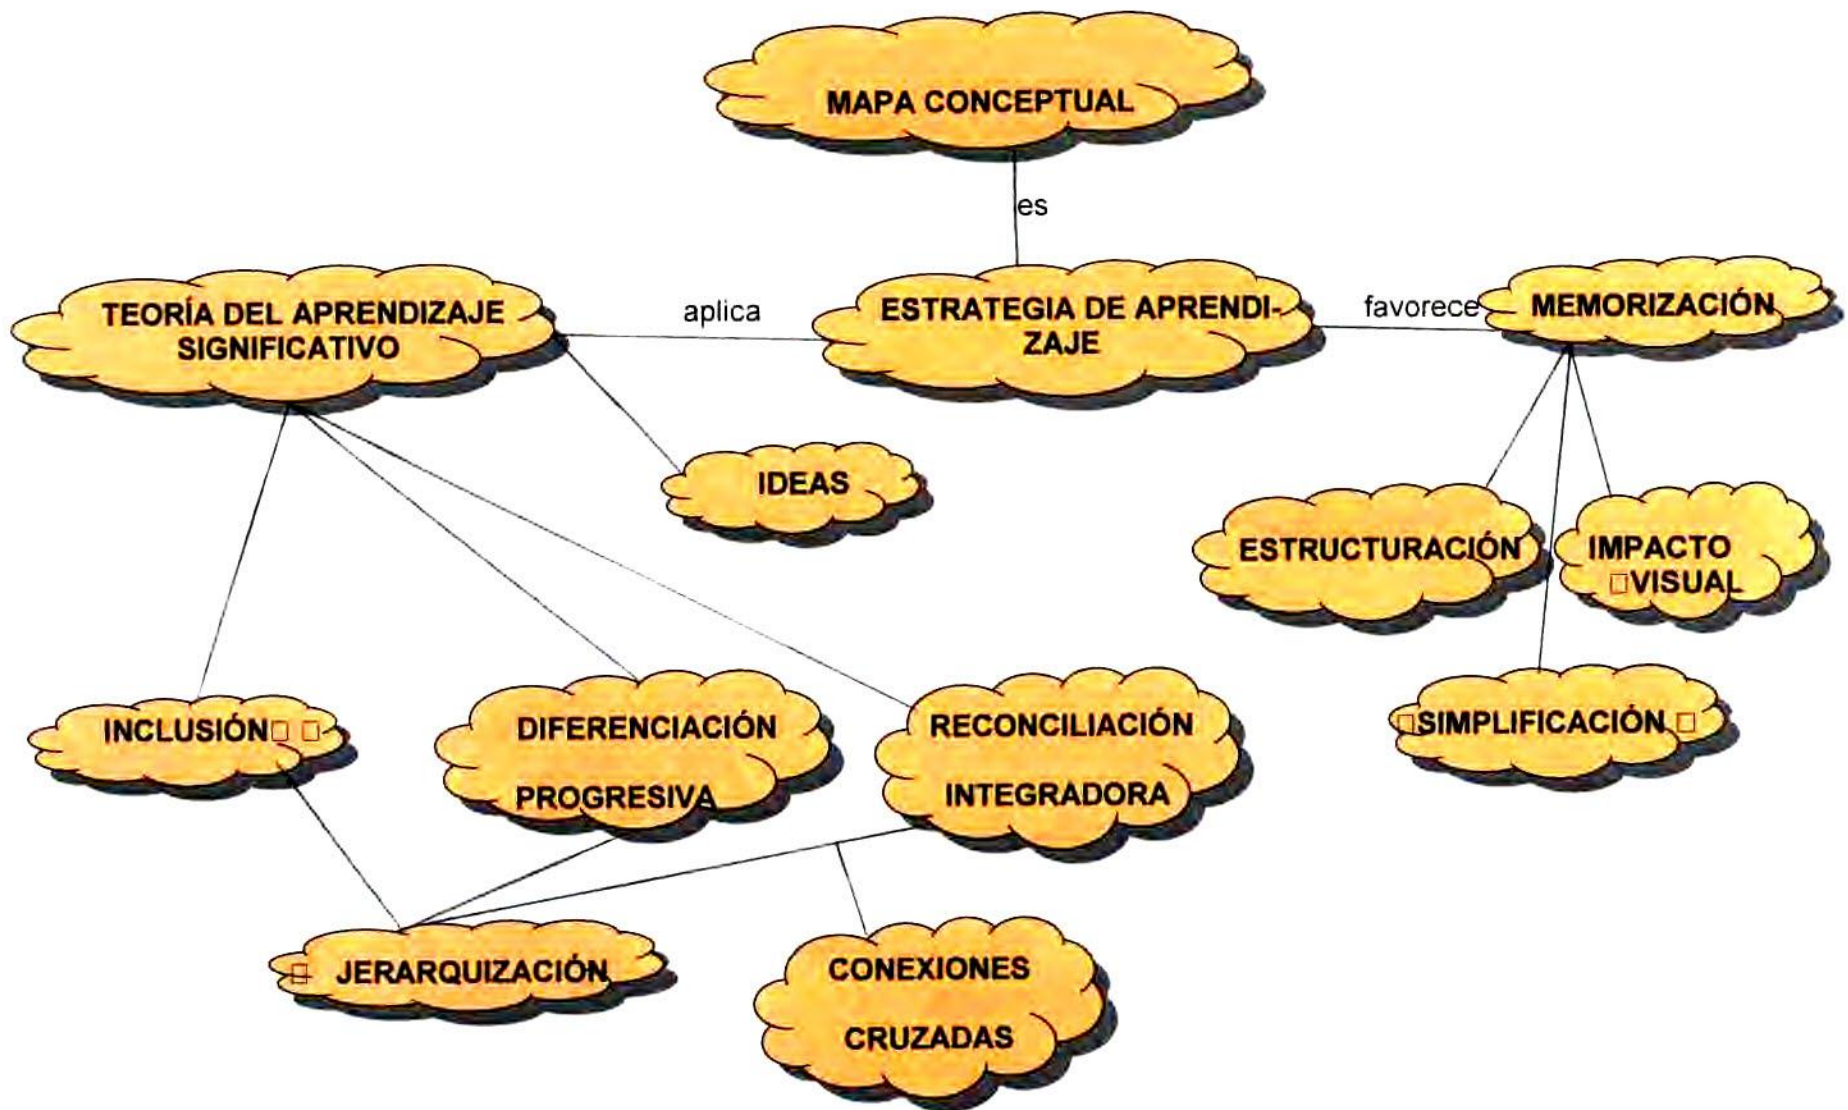 MAPA CONCEPTUAL
es
TEORÍA DEL APRENDIZAJE
SIGNIFICATIVO
aplica
ESTRATEGIA DE APRENDI-
ZAJE
favorece
MEMORIZACIÓN
IDEAS
ESTRUCTURACIÓN
IMPACTO
□VISUAL
INCLUSIÓN□ □
DIFERENCIACIÓN
PROGRESIVA
RECONCILIACIÓN
INTEGRADORA
□SIMPLIFICACIÓN □
□ JERARQUIZACIÓN
CONEXIONES
CRUZADAS